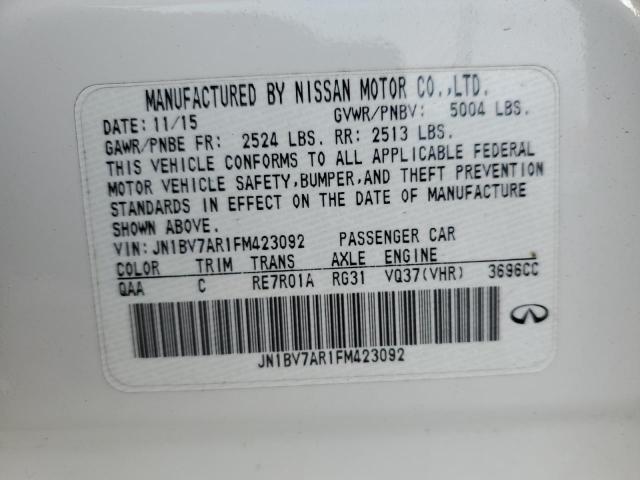 MANUFACTURED BY NISSAN MOTOR CO.,LTD.
DATE: 11/15 GVWR/PNBV: 5004 LBS.
GAWR/PNBE FR: 2524 LBS. RR: 2513 LBS.
THIS VEHICLE CONFORMS TO ALL APPLICABLE FEDERAL
MOTOR VEHICLE SAFETY,BUMPER,AND THEFT PREVENTION
STANDARDS IN EFFECT ON THE DATE OF MANUFACTURE
SHOWN ABOVE.
VIN: JN1BV7AR1FM423092 PASSENGER CAR
COLOR TRIM TRANS AXLE ENGINE
QAA C RE7R01A RG31 VQ37(VHR) 3696CC
JN1BV7AR1FM423092